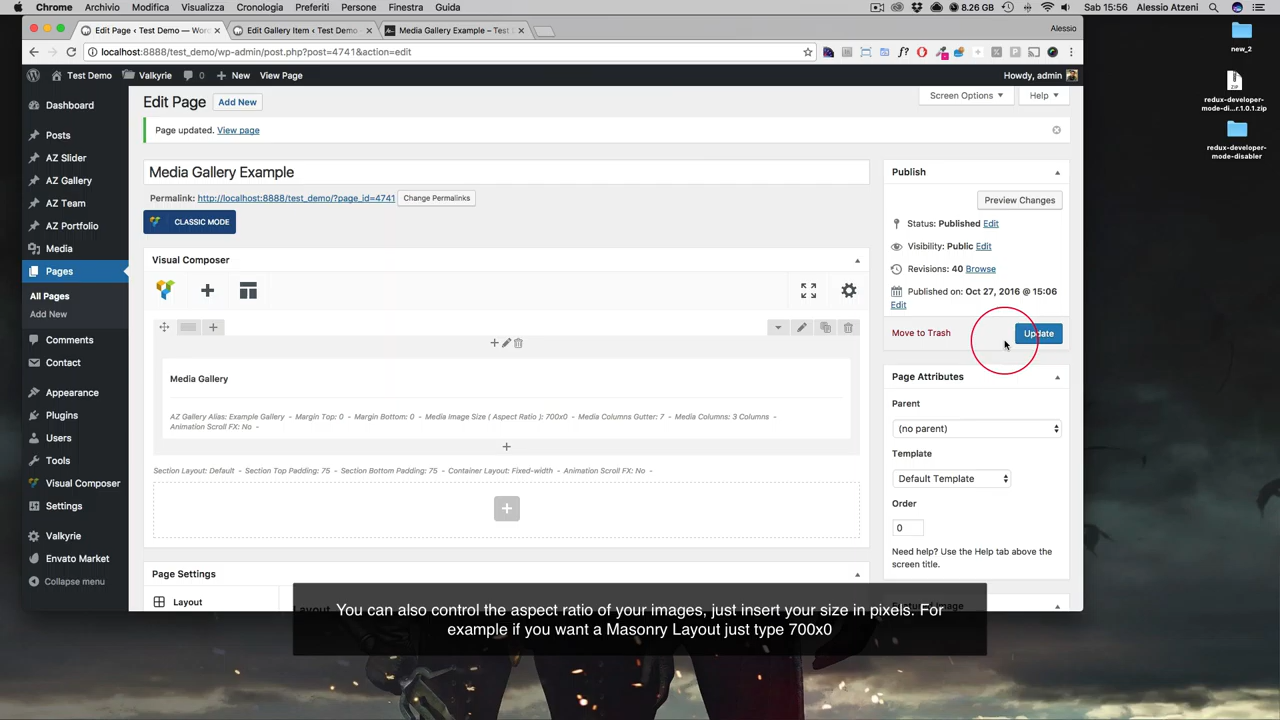 Chrome Archivio Modifica Visualizza Cronologia Preferiti Persone Finestra Guida 8.26 GB Sab 15:56 Alessio Atzeni
Edit Page ‹ Test Demo — Wor × Edit Gallery Item ‹ Test Demo × Media Gallery Example – Test D × Alessio
localhost:8888/test_demo/wp-admin/post.php?post=4741&action=edit
Test Demo Valkyrie 0 New View Page Howdy, admin
new_2
redux-developer-
mode-di...r.1.0.1.zip
redux-developer-
mode-disabler
Dashboard
Posts
AZ Slider
AZ Gallery
AZ Team
AZ Portfolio
Media
Pages
All Pages
Add New
Comments
Contact
Appearance
Plugins
Users
Tools
Visual Composer
Settings
Valkyrie
Envato Market
Collapse menu
Edit Page Add New Screen Options Help
Page updated. View page
Media Gallery Example
Permalink: http://localhost:8888/test_demo/?page_id=4741 Change Permalinks
CLASSIC MODE
Visual Composer
Media Gallery
AZ Gallery Alias: Example Gallery - Margin Top: 0 - Margin Bottom: 0 - Media Image Size ( Aspect Ratio ): 700x0 - Media Columns Gutter: 7 - Media Columns: 3 Columns -
Animation Scroll FX: No -
Section Layout: Default - Section Top Padding: 75 - Section Bottom Padding: 75 - Container Layout: Fixed-width - Animation Scroll FX: No -
Page Settings
Layout
Publish
Preview Changes
Status: Published Edit
Visibility: Public Edit
Revisions: 40 Browse
Published on: Oct 27, 2016 @ 15:06
Edit
Move to Trash Update
Page Attributes
Parent
(no parent)
Template
Default Template
Order
0
Need help? Use the Help tab above the
screen title.
You can also control the aspect ratio of your images, just insert your size in pixels. For
example if you want a Masonry Layout just type 700x0